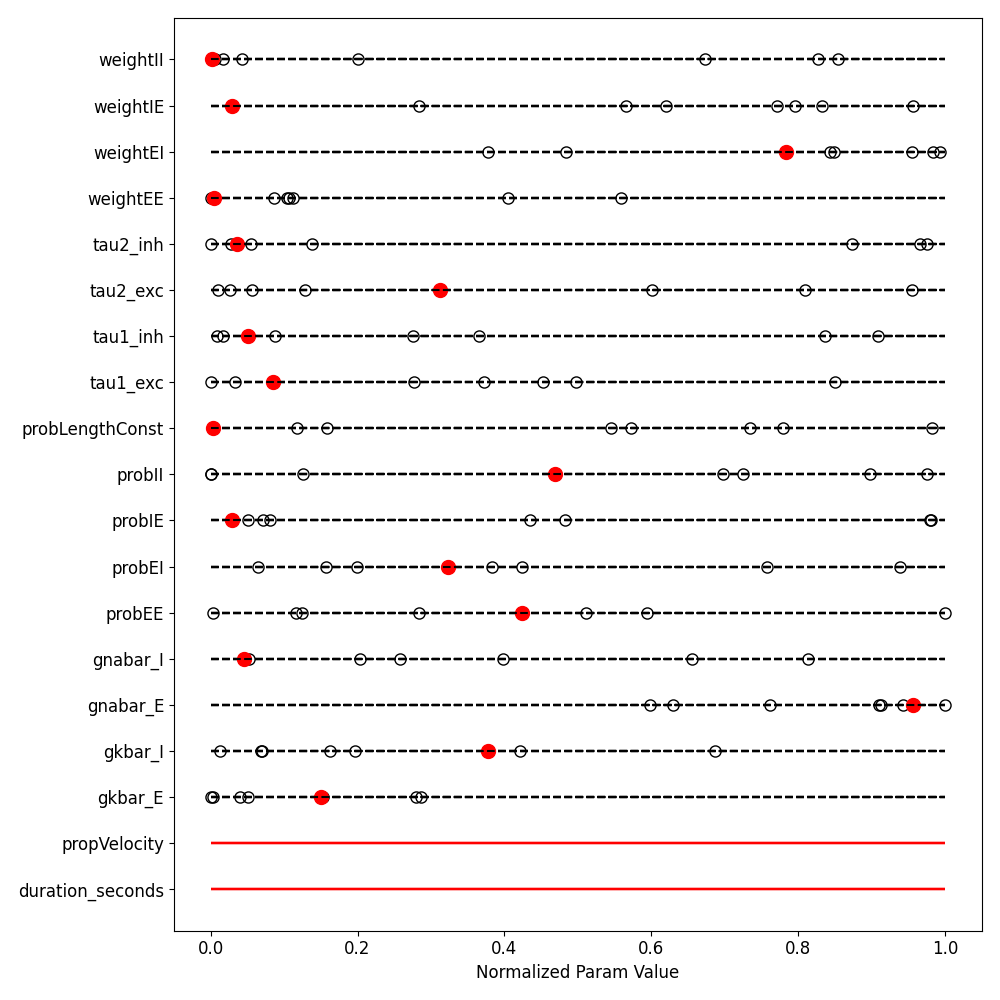 weightII
weightIE
weightEI
weightEE
tau2_inh
tau2_exc
tau1_inh
tau1_exc
probLengthConst
probII
probIE
probEI
probEE
gnabar_I
gnabar_E
gkbar_I
gkbar_E
propVelocity
duration_seconds
0.0 0.2 0.4 0.6 0.8 1.0
Normalized Param Value